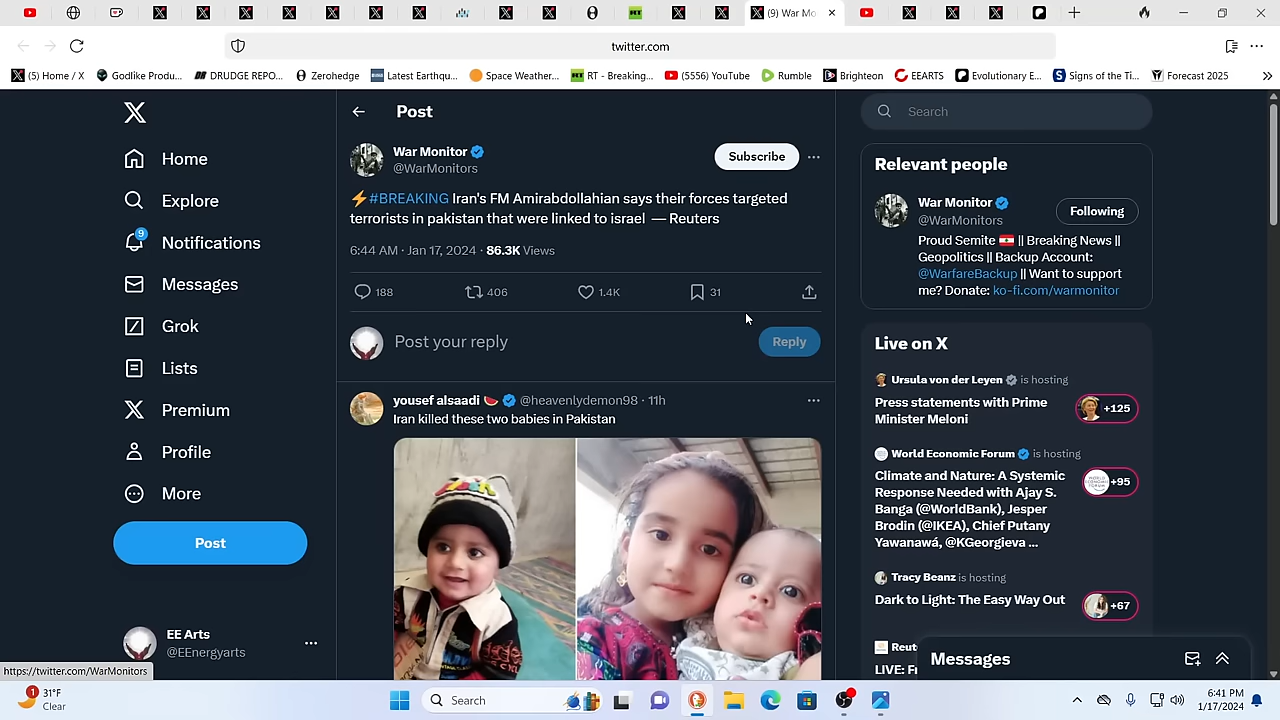 (9) War Mo
twitter.com
(5) Home / X
Godlike Produ...
DRUDGE REPO...
Zerohedge
Latest Earthqu...
Space Weather...
RT - Breaking...
(5556) YouTube
Rumble
Brighteon
EEARTS
Evolutionary E...
Signs of the Ti...
Forecast 2025
Home
Explore
9
Notifications
Messages
Grok
Lists
Premium
Profile
More
Post
EE Arts
@EEnergyarts
https://twitter.com/WarMonitors
Post
War Monitor
@WarMonitors
Subscribe
⚡#BREAKING Iran's FM Amirabdollahian says their forces targeted
terrorists in pakistan that were linked to israel — Reuters
6:44 AM · Jan 17, 2024 · 86.3K Views
188
406
1.4K
31
Post your reply
Reply
yousef alsaadi 🍉 @heavenlydemon98 · 11h
Iran killed these two babies in Pakistan
Search
Relevant people
War Monitor
@WarMonitors
Following
Proud Semite 🇱🇧 || Breaking News ||
Geopolitics || Backup Account:
@WarfareBackup || Want to support
me? Donate: ko-fi.com/warmonitor
Live on X
Ursula von der Leyen is hosting
Press statements with Prime
Minister Meloni
+125
World Economic Forum is hosting
Climate and Nature: A Systemic
Response Needed with Ajay S.
Banga (@WorldBank), Jesper
Brodin (@IKEA), Chief Putany
Yawanawá, @KGeorgieva ...
+95
Tracy Beanz is hosting
Dark to Light: The Easy Way Out
+67
Reut
LIVE: F
Messages
1
31°F
Clear
Search
6:41 PM
1/17/2024